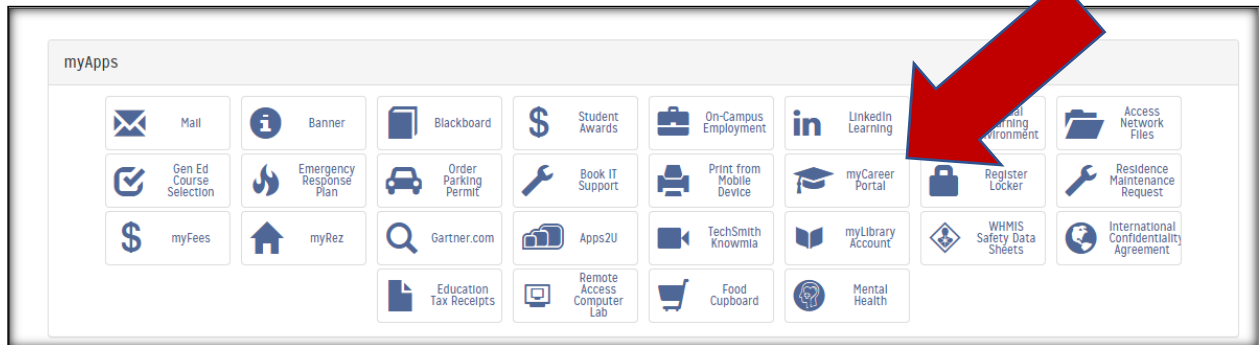 myApps
Mail
Banner
Blackboard
Student
Awards
On-Campus
Employment
in
LinkedIn
Learning
Access
Network
Files
Gen Ed
Course
Selection
Emergency
Response
Plan
Order
Parking
Permit
Book IT
Support
Print from
Mobile
Device
myCareer
Portal
Register
Locker
Residence
Maintenance
Request
$
myFees
myRez
Gartner.com
Apps2U
TechSmith
Knowmia
myLibrary
Account
WHMIS
Safety Data
Sheets
International
Confidentiality
Agreement
Education
Tax Receipts
Remote
Access
Computer
Lab
Food
Cupboard
Mental
Health